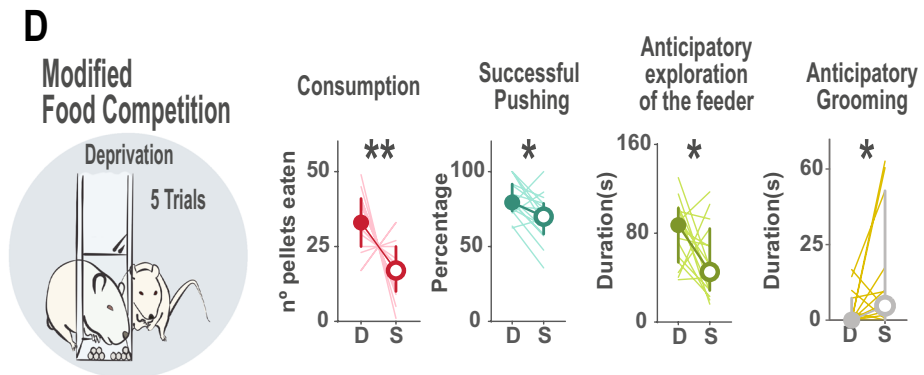 D
Modified
Food Competition
Deprivation
5 Trials
Consumption
**
nº pellets eaten
50
25
0
D S
Successful
Pushing
*
Percentage
100
50
0
D S
Anticipatory
exploration
of the feeder
*
Duration(s)
160
80
0
D S
Anticipatory
Grooming
*
Duration(s)
60
25
0
D S